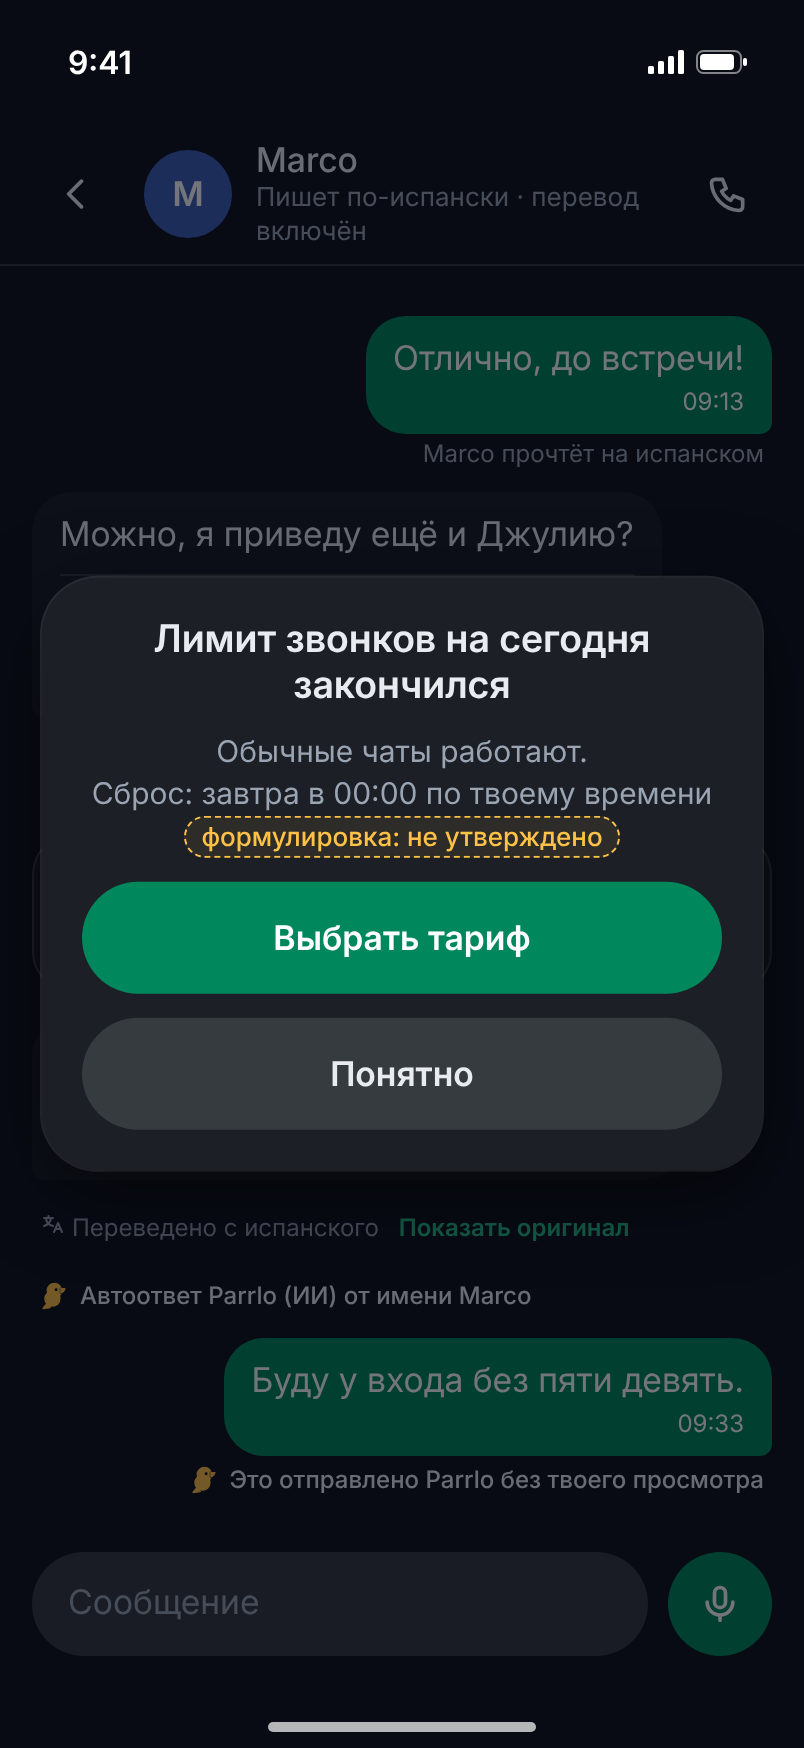 9:41
M
Marco
Пишет по-испански · перевод
включён
Отлично, до встречи!
09:13
Marco прочтёт на испанском
Можно, я приведу ещё и Джулию?
Лимит звонков на сегодня
закончился
Обычные чаты работают.
Сброс: завтра в 00:00 по твоему времени
формулировка: не утверждено
Выбрать тариф
Понятно
Переведено с испанского Показать оригинал
Автоответ Parrlo (ИИ) от имени Marco
Буду у входа без пяти девять.
09:33
Это отправлено Parrlo без твоего просмотра
Сообщение